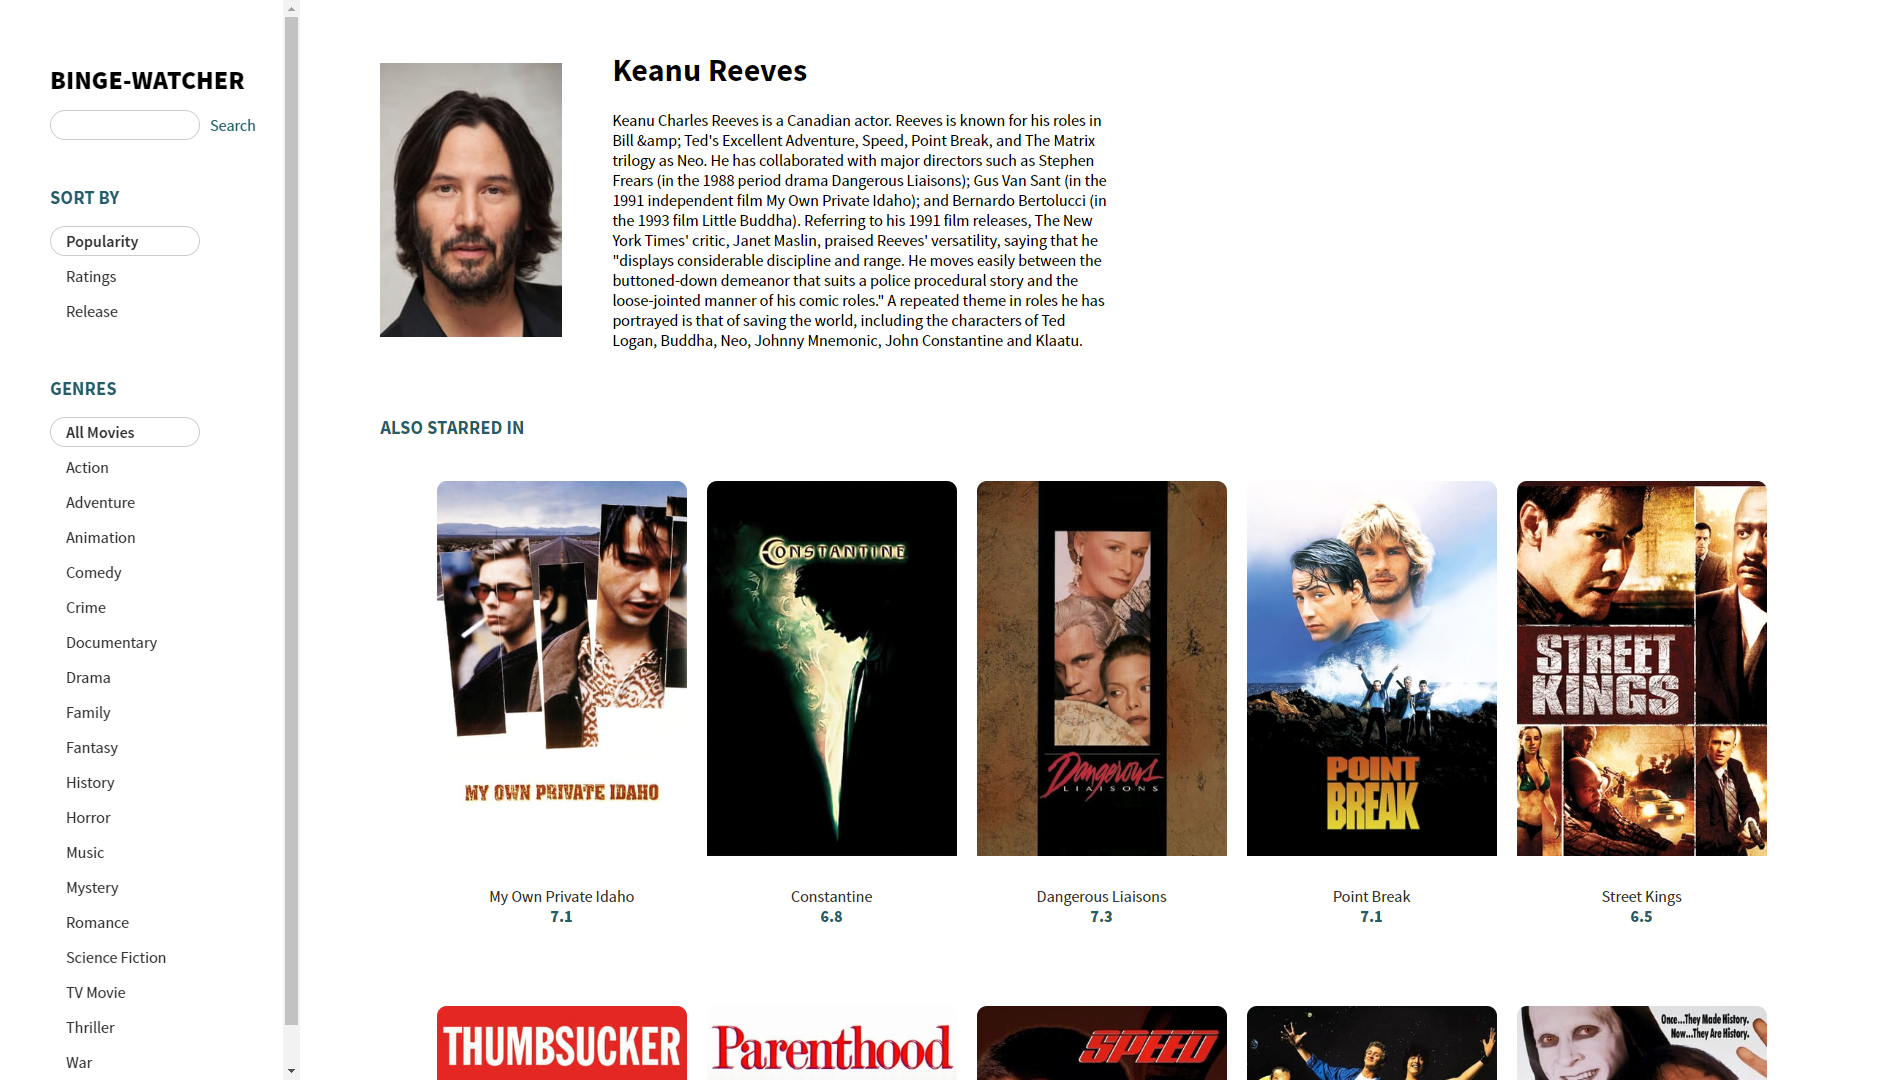 BINGE-WATCHER
Search
SORT BY
Popularity
Ratings
Release
GENRES
All Movies
Action
Adventure
Animation
Comedy
Crime
Documentary
Drama
Family
Fantasy
History
Horror
Music
Mystery
Romance
Science Fiction
TV Movie
Thriller
War
Keanu Reeves
Keanu Charles Reeves is a Canadian actor. Reeves is known for his roles in
Bill &amp; Ted's Excellent Adventure, Speed, Point Break, and The Matrix
trilogy as Neo. He has collaborated with major directors such as Stephen
Frears (in the 1988 period drama Dangerous Liaisons); Gus Van Sant (in the
1991 independent film My Own Private Idaho); and Bernardo Bertolucci (in
the 1993 film Little Buddha). Referring to his 1991 film releases, The New
York Times' critic, Janet Maslin, praised Reeves' versatility, saying that he
"displays considerable discipline and range. He moves easily between the
buttoned-down demeanor that suits a police procedural story and the
loose-jointed manner of his comic roles." A repeated theme in roles he has
portrayed is that of saving the world, including the characters of Ted
Logan, Buddha, Neo, Johnny Mnemonic, John Constantine and Klaatu.
ALSO STARRED IN
MY OWN PRIVATE IDAHO
CONSTANTINE
Dangerous
LIAISONS
POINT
BREAK
STREET
KINGS
My Own Private Idaho
7.1
Constantine
6.8
Dangerous Liaisons
7.3
Point Break
7.1
Street Kings
6.5
THUMBSUCKER
Parenthood
SPEED
Once...They Made History.
Now...They Are History.